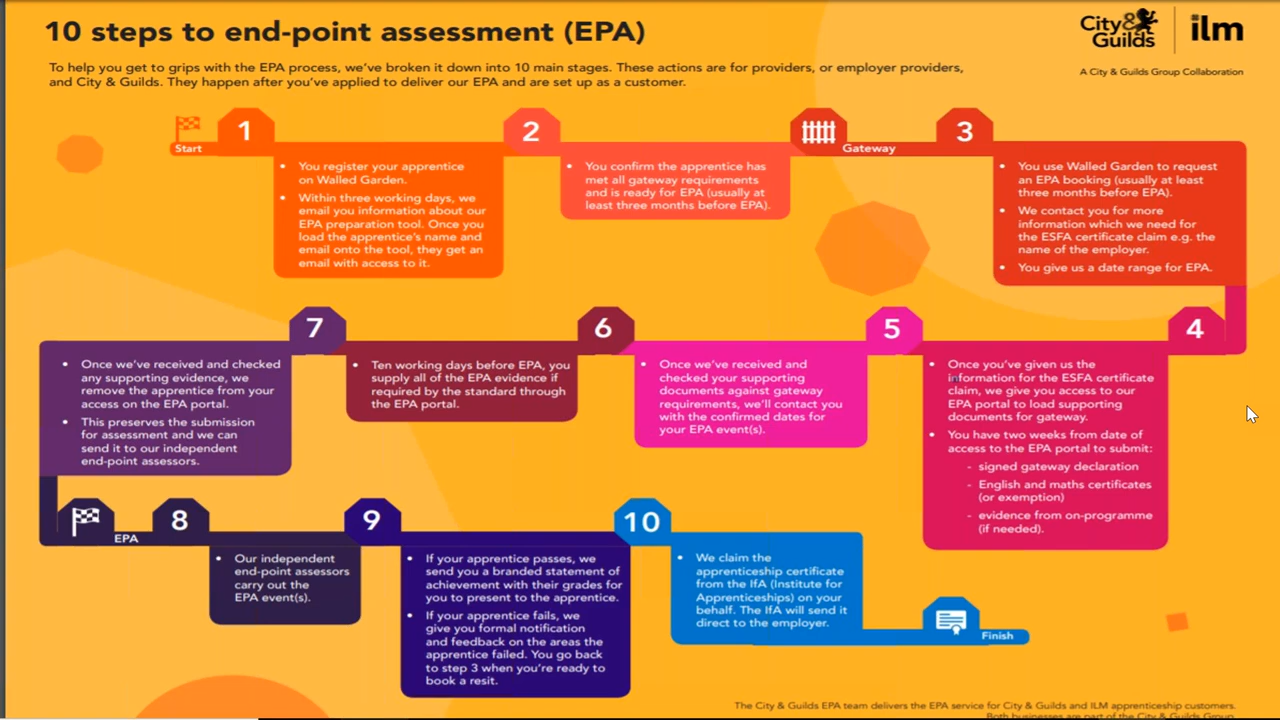 10 steps to end-point assessment (EPA)
City & Guilds
ilm
A City & Guilds Group Collaboration
To help you get to grips with the EPA process, we've broken it down into 10 main stages. These actions are for providers, or employer providers,
and City & Guilds. They happen after you've applied to deliver our EPA and are set up as a customer.
Start
1
• You register your apprentice
on Walled Garden.
• Within three working days, we
email you information about our
EPA preparation tool. Once you
load the apprentice's name and
email onto the tool, they get an
email with access to it.
2
• You confirm the apprentice has
met all gateway requirements
and is ready for EPA (usually at
least three months before EPA).
Gateway
3
• You use Walled Garden to request
an EPA booking (usually at least
three months before EPA).
• We contact you for more
information which we need for
the ESFA certificate claim e.g. the
name of the employer.
• You give us a date range for EPA.
4
• Once you've given us the
information for the ESFA certificate
claim, we give you access to our
EPA portal to load supporting
documents for gateway.
• You have two weeks from date of
access to the EPA portal to submit:
- signed gateway declaration
- English and maths certificates
(or exemption)
- evidence from on-programme
(if needed).
5
• Once we've received and
checked your supporting
documents against gateway
requirements, we'll contact you
with the confirmed dates for
your EPA event(s).
6
• Ten working days before EPA, you
supply all of the EPA evidence if
required by the standard through
the EPA portal.
7
• Once we've received and checked
any supporting evidence, we
remove the apprentice from your
access on the EPA portal.
• This preserves the submission
for assessment and we can
send it to our independent
end-point assessors.
EPA
8
• Our independent
end-point assessors
carry out the
EPA event(s).
9
• If your apprentice passes, we
send you a branded statement of
achievement with their grades for
you to present to the apprentice.
• If your apprentice fails, we
give you formal notification
and feedback on the areas the
apprentice failed. You go back
to step 3 when you're ready to
book a resit.
10
• We claim the
apprenticeship certificate
from the IfA (Institute for
Apprenticeships) on your
behalf. The IfA will send it
direct to the employer.
Finish
The City & Guilds EPA team delivers the EPA service for City & Guilds and ILM apprenticeship customers.
Both businesses are part of the City & Guilds Group.